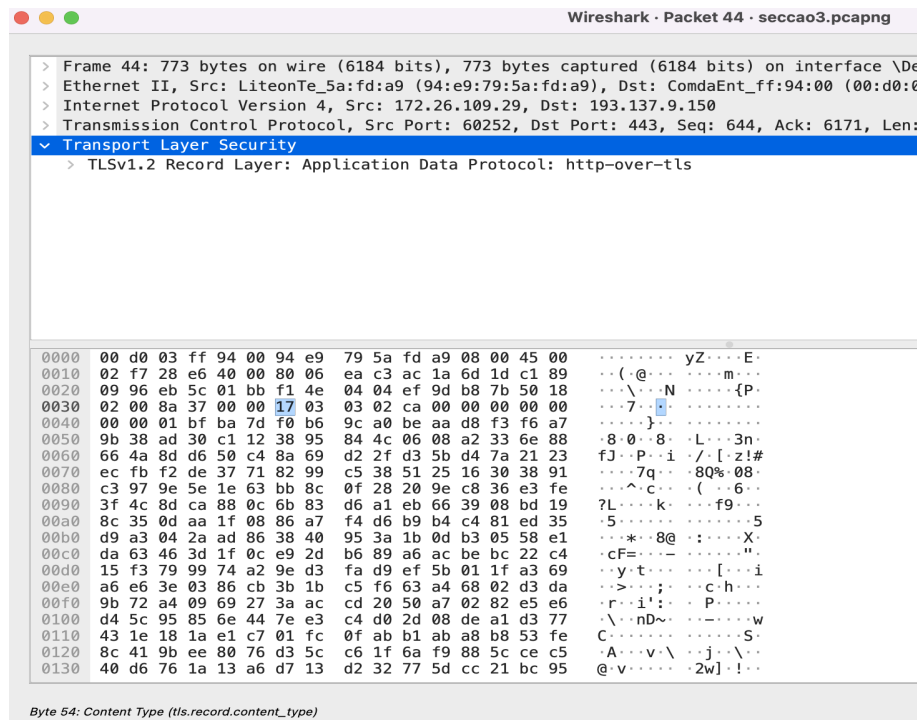 Wireshark · Packet 44 · seccao3.pcapng
> Frame 44: 773 bytes on wire (6184 bits), 773 bytes captured (6184 bits) on interface \De
> Ethernet II, Src: LiteonTe_5a:fd:a9 (94:e9:79:5a:fd:a9), Dst: ComdaEnt_ff:94:00 (00:d0:0
> Internet Protocol Version 4, Src: 172.26.109.29, Dst: 193.137.9.150
> Transmission Control Protocol, Src Port: 60252, Dst Port: 443, Seq: 644, Ack: 6171, Len:
Transport Layer Security
> TLSv1.2 Record Layer: Application Data Protocol: http-over-tls
0000 00 d0 03 ff 94 00 94 e9 79 5a fd a9 08 00 45 00 ········ yZ····E·
0010 02 f7 28 e6 40 00 80 06 ea c3 ac 1a 6d 1d c1 89 ··(·@··· ····m···
0020 09 96 eb 5c 01 bb f1 4e 04 04 ef 9d b8 7b 50 18 ···\···N ·····{P·
0030 02 00 8a 37 00 00 17 03 03 02 ca 00 00 00 00 00 ···7···· ········
0040 00 00 01 bf ba 7d f0 b6 9c a0 be aa d8 f3 f6 a7 ·····}·· ········
0050 9b 38 ad 30 c1 12 38 95 84 4c 06 08 a2 33 6e 88 ·8·0··8· ·L···3n·
0060 66 4a 8d d6 50 c4 8a 69 d2 2f d3 5b d4 7a 21 23 fJ··P··i ·/·[·z!#
0070 ec fb f2 de 37 71 82 99 c5 38 51 25 16 30 38 91 ····7q·· ·8Q%·08·
0080 c3 97 9e 5e 1e 63 bb 8c 0f 28 20 9e c8 36 e3 fe ···^·c·· ·( ··6··
0090 3f 4c 8d ca 88 0c 6b 83 d6 a1 eb 66 39 08 bd 19 ?L····k· ···f9···
00a0 8c 35 0d aa 1f 08 86 a7 f4 d6 b9 b4 c4 81 ed 35 ·5······ ·······5
00b0 d9 a3 04 2a ad 86 38 40 95 3a 1b 0d b3 05 58 e1 ···*··8@ ·:····X·
00c0 da 63 46 3d 1f 0c e9 2d b6 89 a6 ac be bc 22 c4 ·cF=···- ······"·
00d0 15 f3 79 99 74 a2 9e d3 fa d9 ef 5b 01 1f a3 69 ··y·t··· ···[···i
00e0 a6 e6 3e 03 86 cb 3b 1b c5 f6 63 a4 68 02 d3 da ··>···;· ··c·h···
00f0 9b 72 a4 09 69 27 3a ac cd 20 50 a7 02 82 e5 e6 ·r··i':· · P·····
0100 d4 5c 95 85 6e 44 7e e3 c4 d0 2d 08 de a1 d3 77 ·\··nD~· ··-····w
0110 43 1e 18 1a e1 c7 01 fc 0f ab b1 ab a8 b8 53 fe C······· ······S·
0120 8c 41 9b ee 80 76 d3 5c c6 1f 6a f9 88 5c ce c5 ·A···v·\ ··j··\··
0130 40 d6 76 1a 13 a6 d7 13 d2 32 77 5d cc 21 bc 95 @·v····· ·2w]·!··
Byte 54: Content Type (tls.record.content_type)